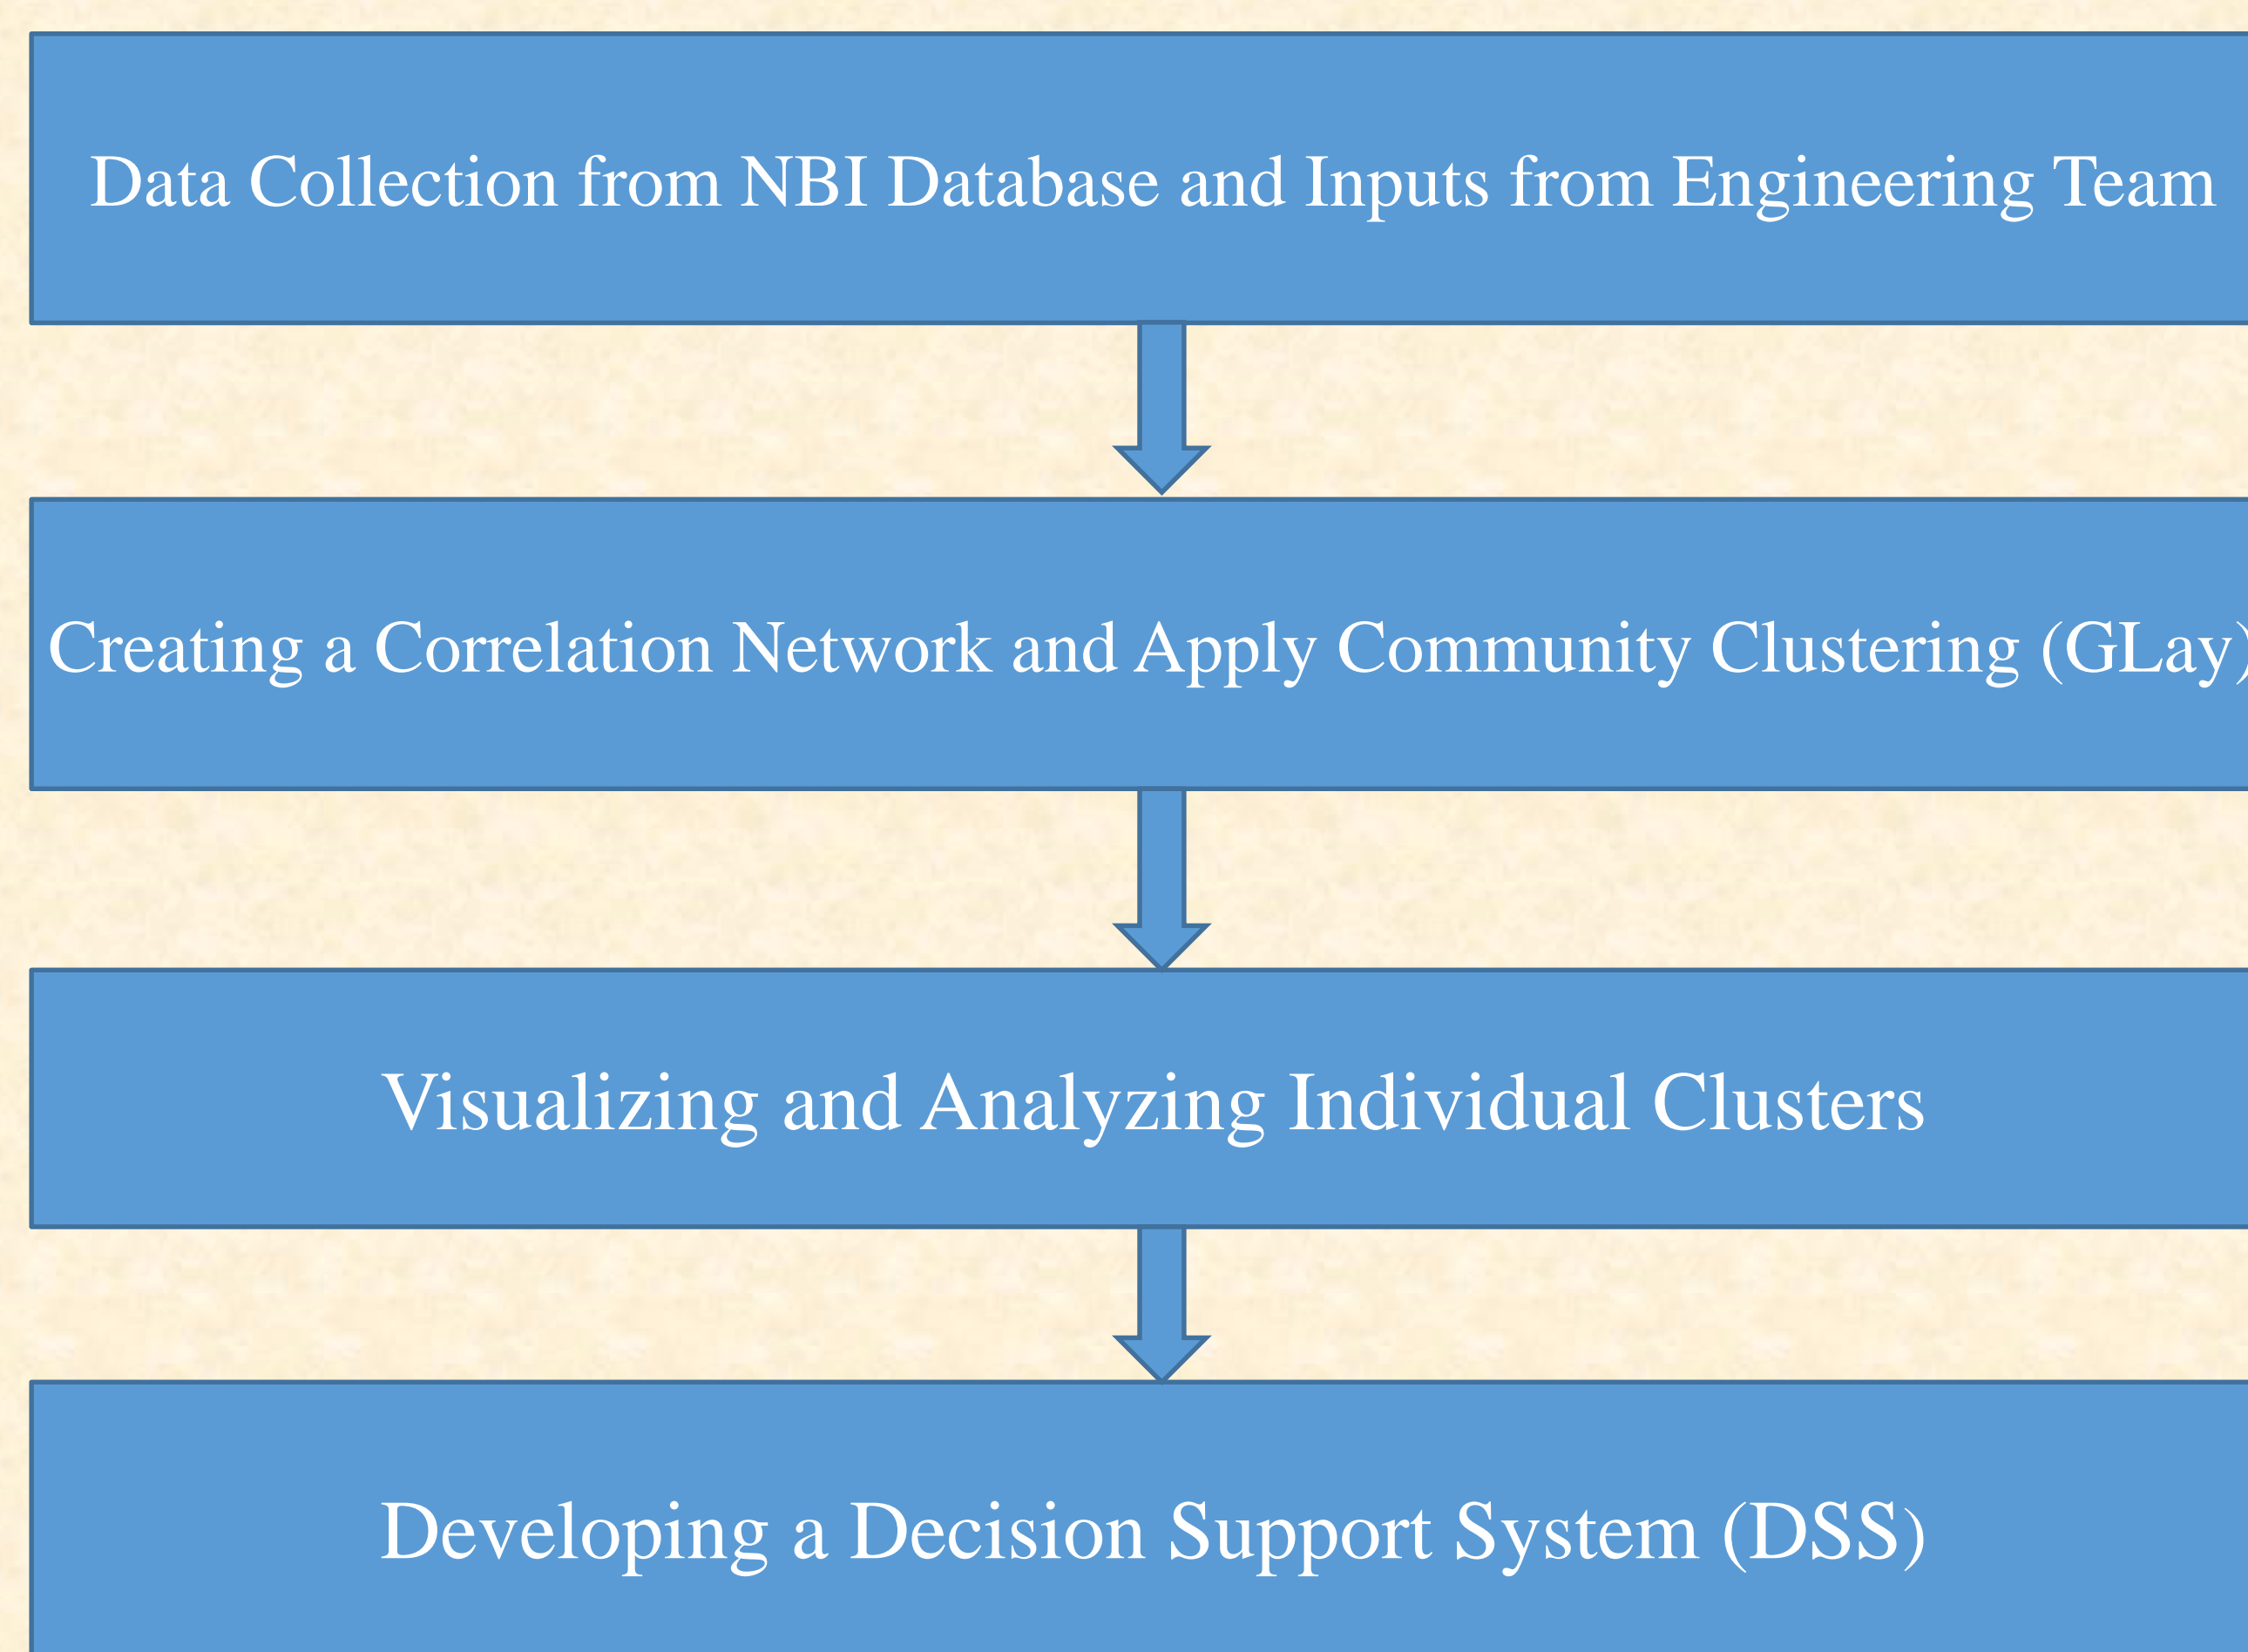 Data Collection from NBI Database and Inputs from Engineering Team
Creating a Correlation Network and Apply Community Clustering (GLay)
Visualizing and Analyzing Individual Clusters
Developing a Decision Support System (DSS)